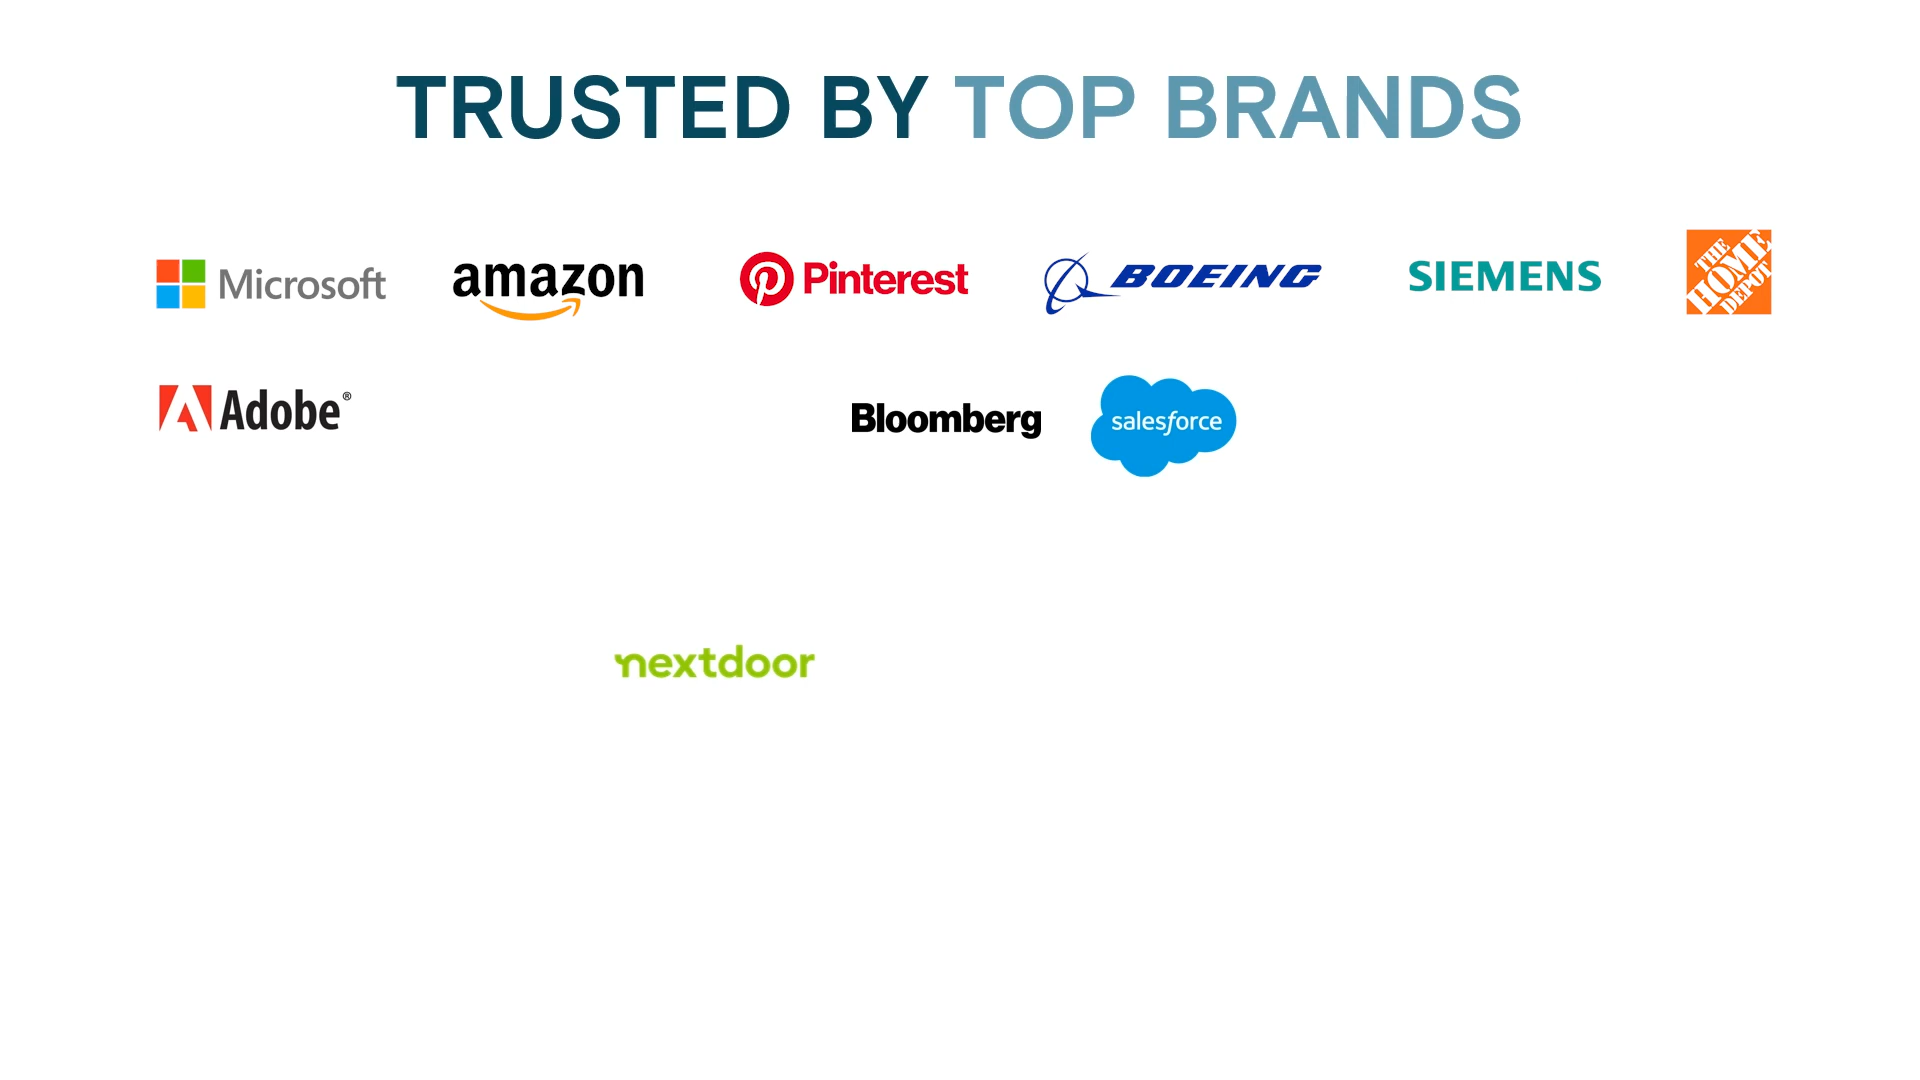 TRUSTED BY TOP BRANDS
Microsoft amazon Pinterest BOEING SIEMENS THE HOME DEPOT
Adobe® Bloomberg salesforce
nextdoor